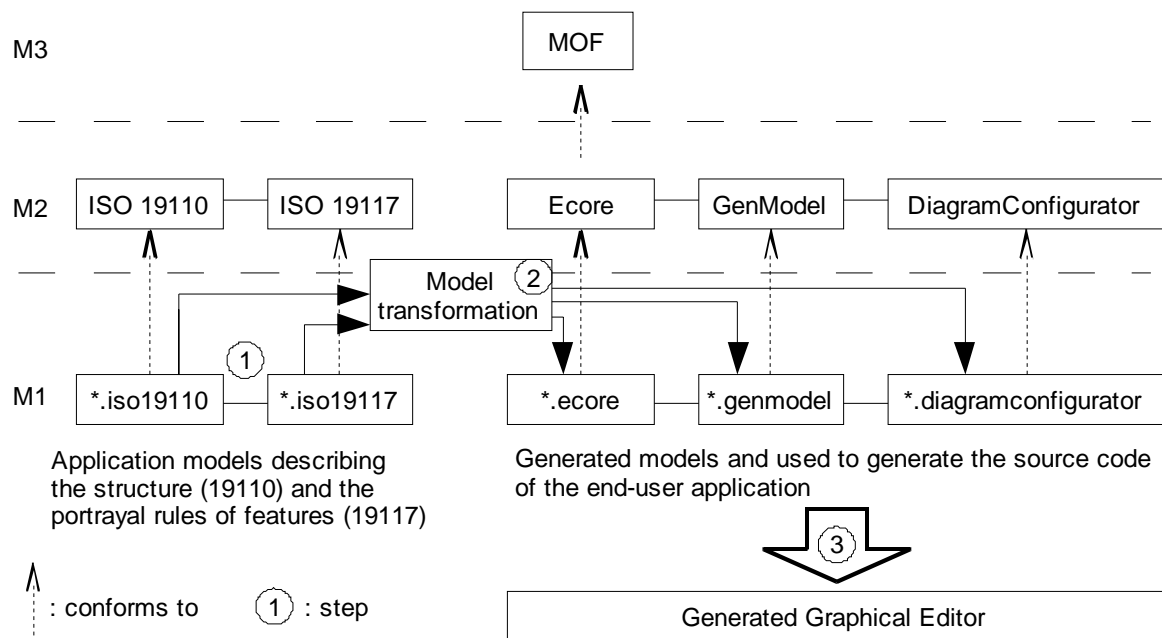 M3
MOF
M2
ISO 19110
ISO 19117
Ecore
GenModel
DiagramConfigurator
Model
transformation
2
1
M1
*.iso19110
*.iso19117
*.ecore
*.genmodel
*.diagramconfigurator
Application models describing
the structure (19110) and the
portrayal rules of features (19117)
Generated models and used to generate the source code
of the end-user application
3
: conforms to
1 : step
Generated Graphical Editor